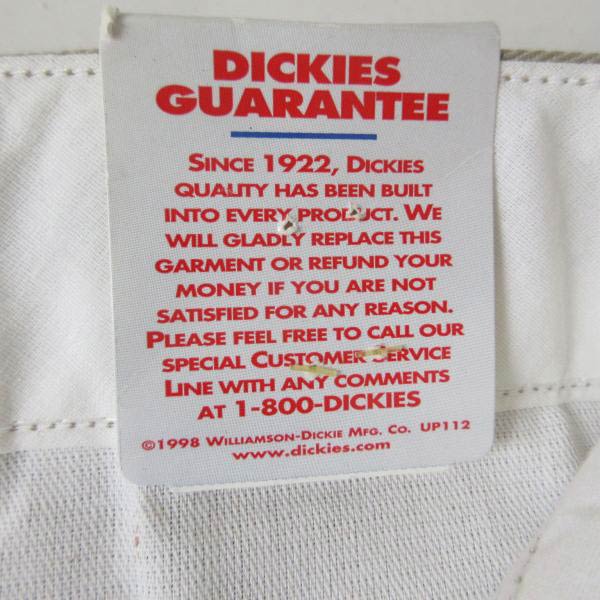 DICKIES
GUARANTEE
SINCE 1922, DICKIES
QUALITY HAS BEEN BUILT
INTO EVERY PRODUCT. WE
WILL GLADLY REPLACE THIS
GARMENT OR REFUND YOUR
MONEY IF YOU ARE NOT
SATISFIED FOR ANY REASON.
PLEASE FEEL FREE TO CALL OUR
SPECIAL CUSTOMER SERVICE
LINE WITH ANY COMMENTS
AT 1-800-DICKIES
©1998 WILLIAMSON-DICKIE MFG. CO. UP112
www.dickies.com